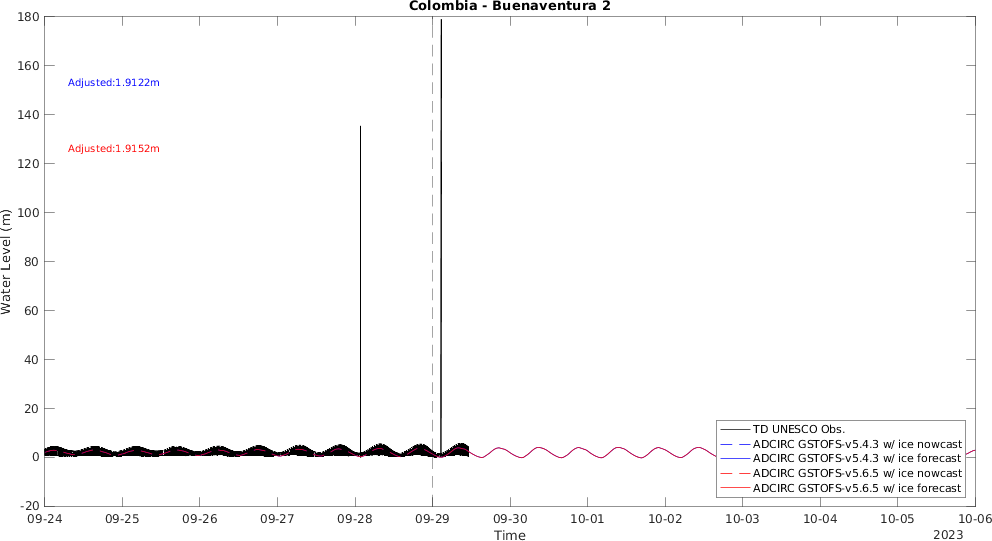 Colombia - Buenaventura 2
180
160
140
120
100
80
60
40
20
0
-20
Water Level (m)
Adjusted:1.9122m
Adjusted:1.9152m
TD UNESCO Obs.
ADCIRC GSTOFS-v5.4.3 w/ ice nowcast
ADCIRC GSTOFS-v5.4.3 w/ ice forecast
ADCIRC GSTOFS-v5.6.5 w/ ice nowcast
ADCIRC GSTOFS-v5.6.5 w/ ice forecast
09-24 09-25 09-26 09-27 09-28 09-29 09-30 10-01 10-02 10-03 10-04 10-05 10-06
Time
2023